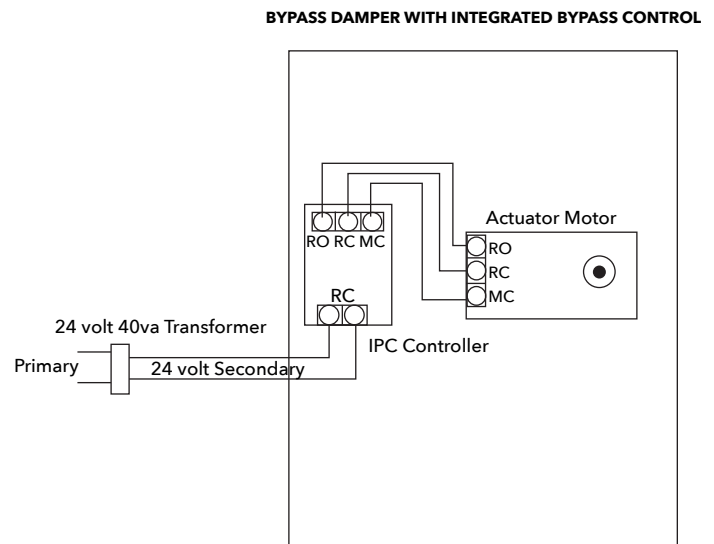 BYPASS DAMPER WITH INTEGRATED BYPASS CONTROL
Actuator Motor
RO RC MC
RO
RC
MC
RC
24 volt 40va Transformer
IPC Controller
Primary
24 volt Secondary